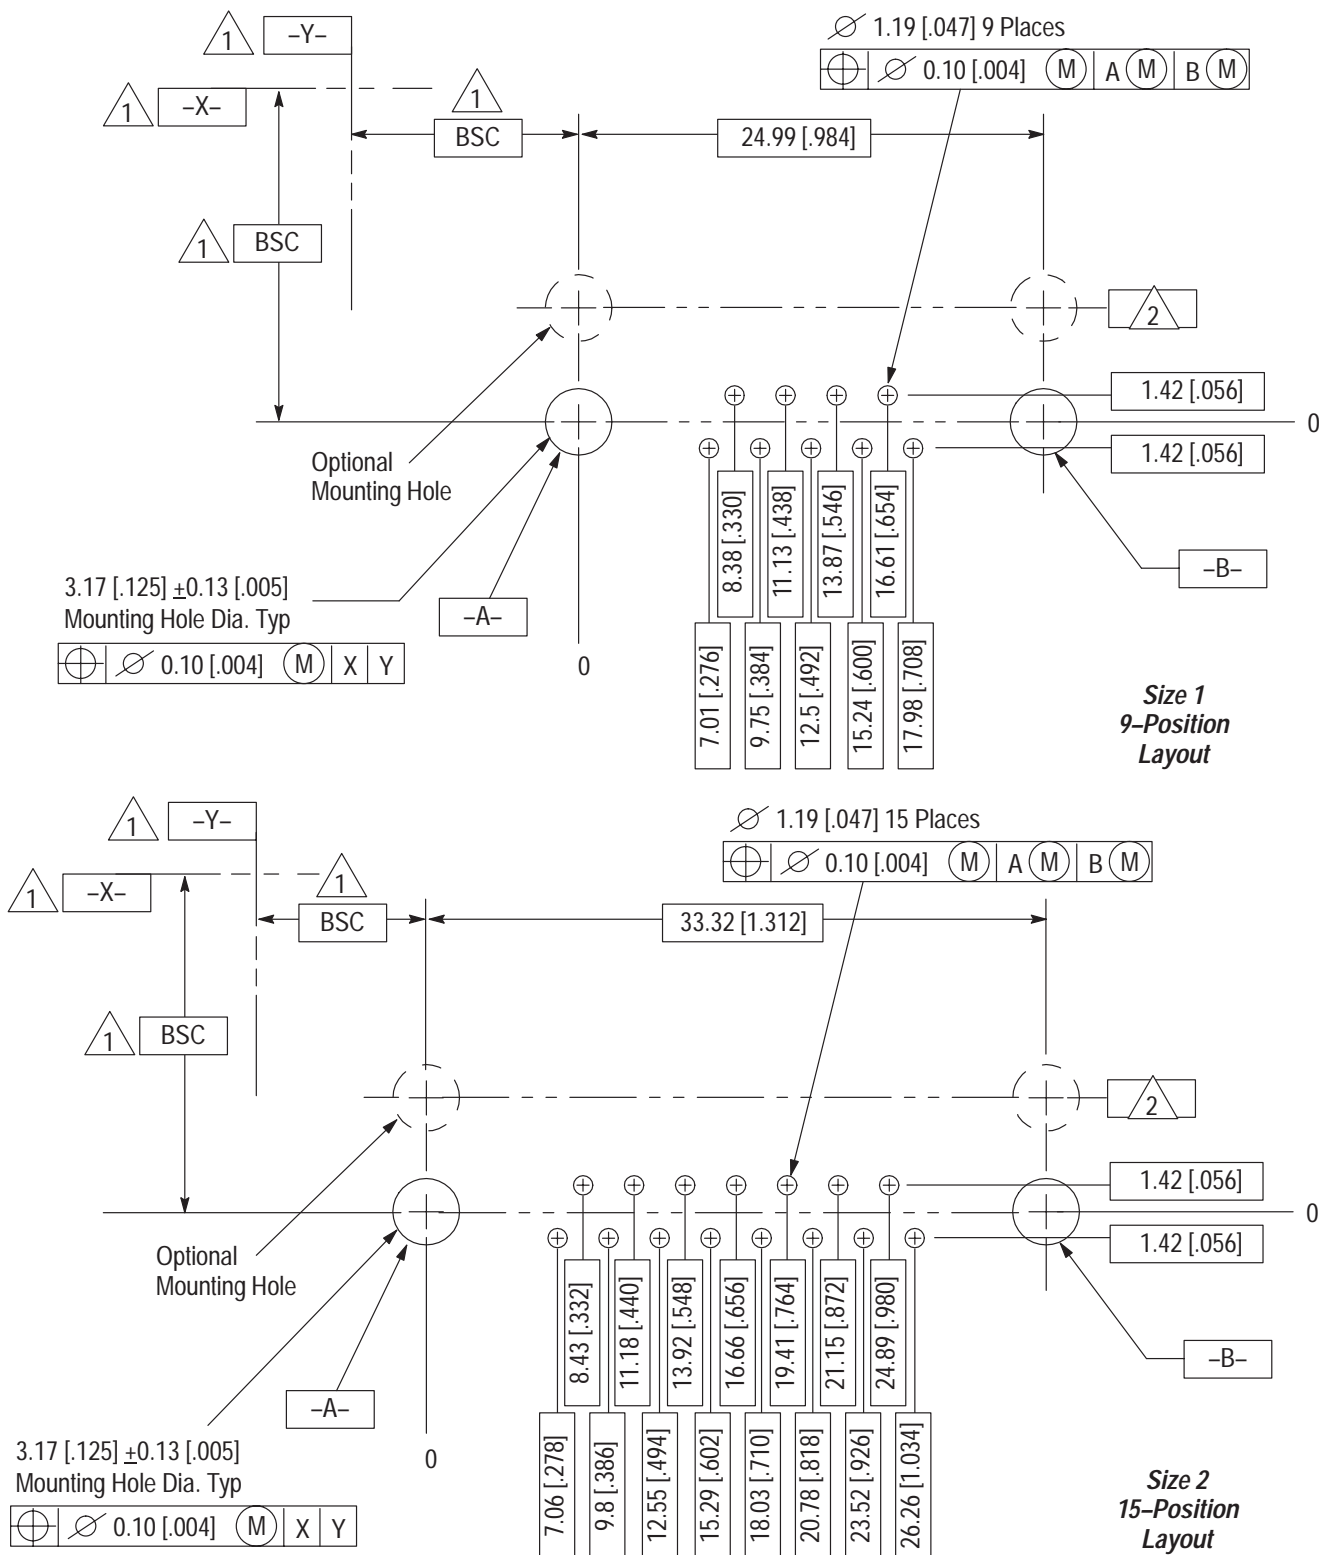 1
–Y–
∅ 1.19 [.047] 9 Places
⌖ ∅ 0.10 [.004] Ⓜ A Ⓜ B Ⓜ
1
–X–
1
BSC
24.99 [.984]
1
BSC
2
1.42 [.056]
0
1.42 [.056]
Optional
Mounting Hole
8.38 [.330]
11.13 [.438]
13.87 [.546]
16.61 [.654]
–B–
3.17 [.125] ±0.13 [.005]
Mounting Hole Dia. Typ
⌖ ∅ 0.10 [.004] Ⓜ X Y
–A–
0
7.01 [.276]
9.75 [.384]
12.5 [.492]
15.24 [.600]
17.98 [.708]
Size 1
9–Position
Layout
1
–Y–
∅ 1.19 [.047] 15 Places
⌖ ∅ 0.10 [.004] Ⓜ A Ⓜ B Ⓜ
1
–X–
1
BSC
33.32 [1.312]
1
BSC
2
1.42 [.056]
0
1.42 [.056]
Optional
Mounting Hole
8.43 [.332]
11.18 [.440]
13.92 [.548]
16.66 [.656]
19.41 [.764]
21.15 [.872]
24.89 [.980]
–B–
–A–
0
3.17 [.125] ±0.13 [.005]
Mounting Hole Dia. Typ
⌖ ∅ 0.10 [.004] Ⓜ X Y
7.06 [.278]
9.8 [.386]
12.55 [.494]
15.29 [.602]
18.03 [.710]
20.78 [.818]
23.52 [.926]
26.26 [1.034]
Size 2
15–Position
Layout